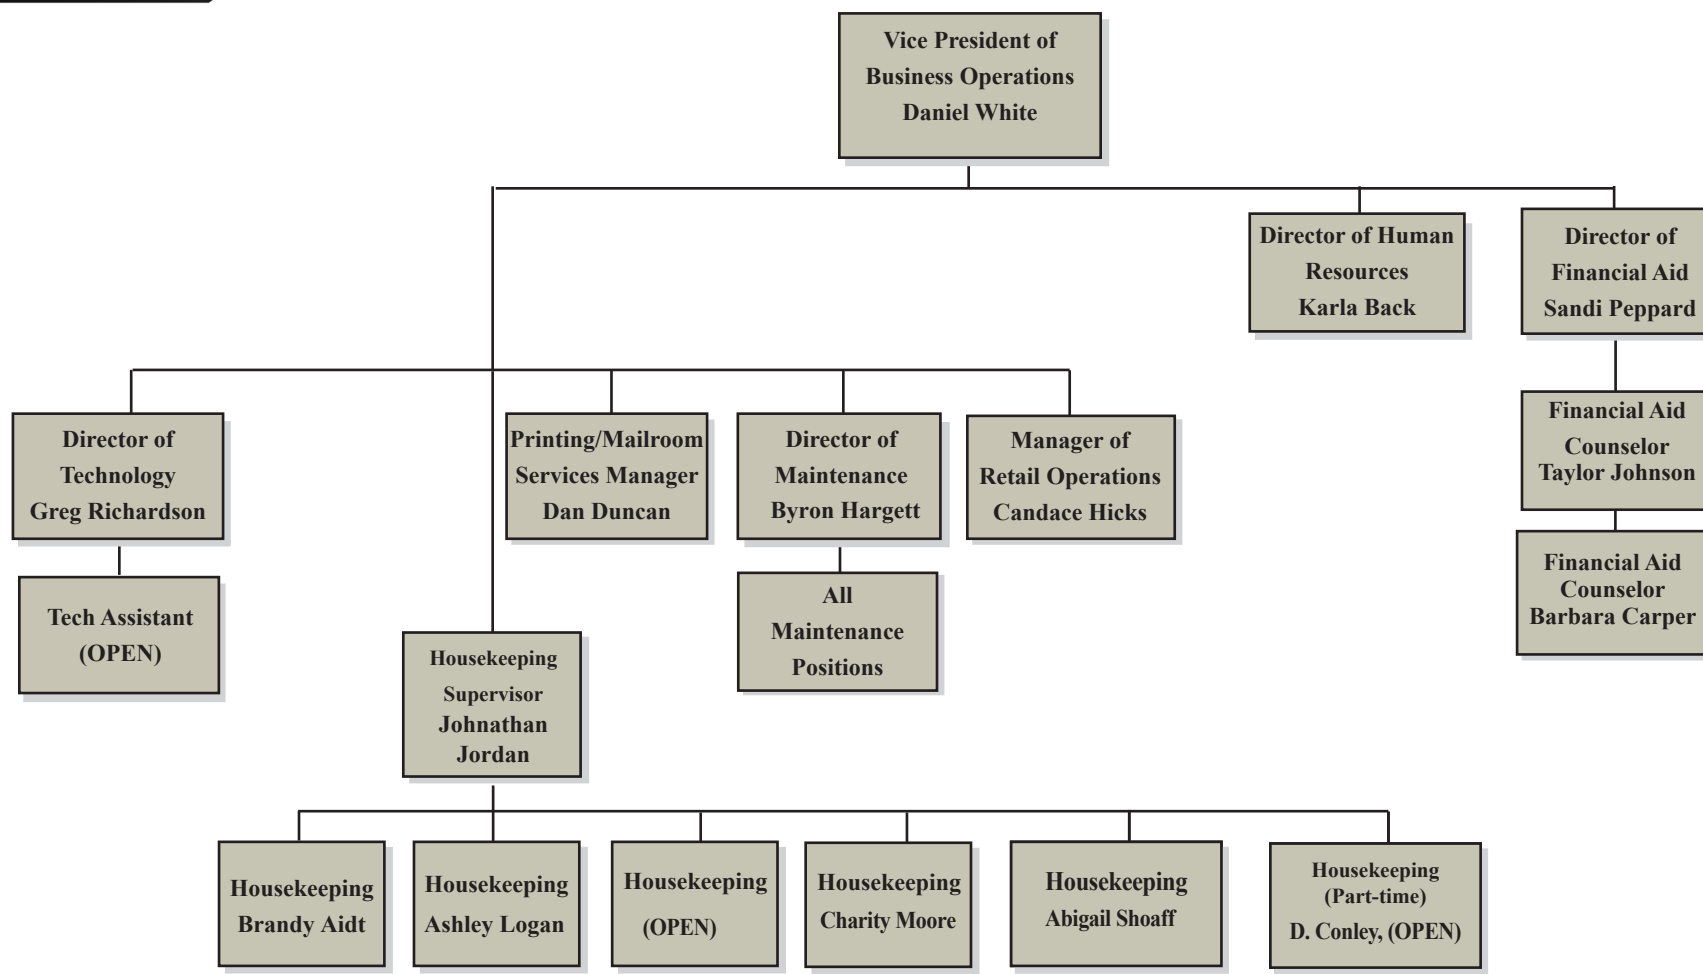 Vice President of
Business Operations
Daniel White
Director of Human
Resources
Karla Back
Director of
Financial Aid
Sandi Peppard
Director of
Technology
Greg Richardson
Printing/Mailroom
Services Manager
Dan Duncan
Director of
Maintenance
Byron Hargett
Manager of
Retail Operations
Candace Hicks
Financial Aid
Counselor
Taylor Johnson
Tech Assistant
(OPEN)
All
Maintenance
Positions
Financial Aid
Counselor
Barbara Carper
Housekeeping
Supervisor
Johnathan
Jordan
Housekeeping
Brandy Aidt
Housekeeping
Ashley Logan
Housekeeping
(OPEN)
Housekeeping
Charity Moore
Housekeeping
Abigail Shoaff
Housekeeping
(Part-time)
D. Conley, (OPEN)